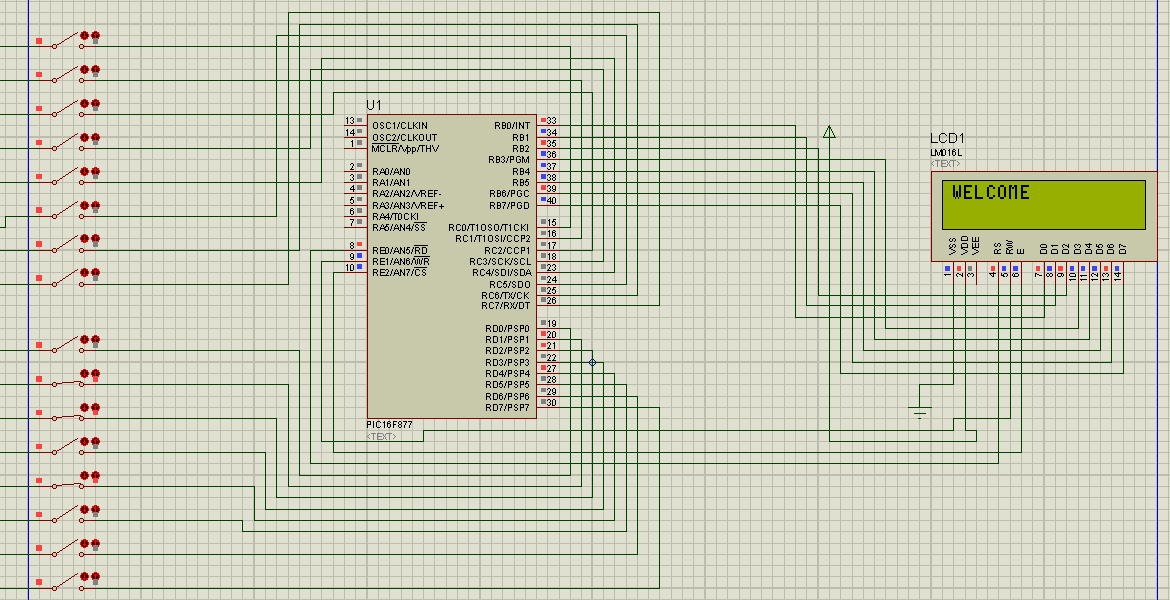 U1
13 OSC1/CLKIN
14 OSC2/CLKOUT
1 MCLR/Vpp/THV
2 RA0/AN0
3 RA1/AN1
4 RA2/AN2/VREF-
5 RA3/AN3/VREF+
6 RA4/T0CKI
7 RA5/AN4/SS
8 RE0/AN5/RD
9 RE1/AN6/WR
10 RE2/AN7/CS
RB0/INT 33
RB1 34
RB2 35
RB3/PGM 36
RB4 37
RB5 38
RB6/PGC 39
RB7/PGD 40
RC0/T1OSO/T1CKI 15
RC1/T1OSI/CCP2 16
RC2/CCP1 17
RC3/SCK/SCL 18
RC4/SDI/SDA 23
RC5/SDO 24
RC6/TX/CK 25
RC7/RX/DT 26
RD0/PSP0 19
RD1/PSP1 20
RD2/PSP2 21
RD3/PSP3 22
RD4/PSP4 27
RD5/PSP5 28
RD6/PSP6 29
RD7/PSP7 30
PIC16F877
<TEXT>
LCD1
LM016L
<TEXT>
WELCOME
VSS VDD VEE RS RW E D0 D1 D2 D3 D4 D5 D6 D7
1 2 3 4 5 6 7 8 9 10 11 12 13 14